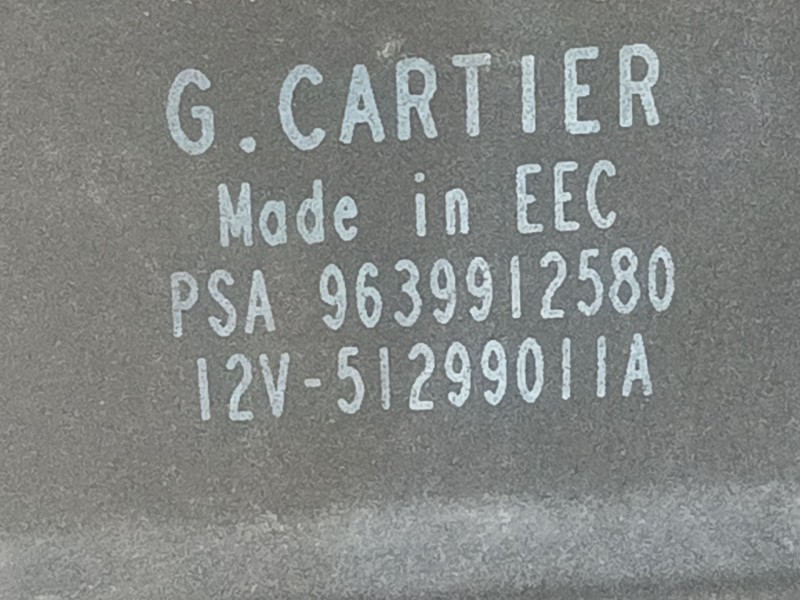 G.CARTIER
Made in EEC
PSA 9639912580
12V-51299011A